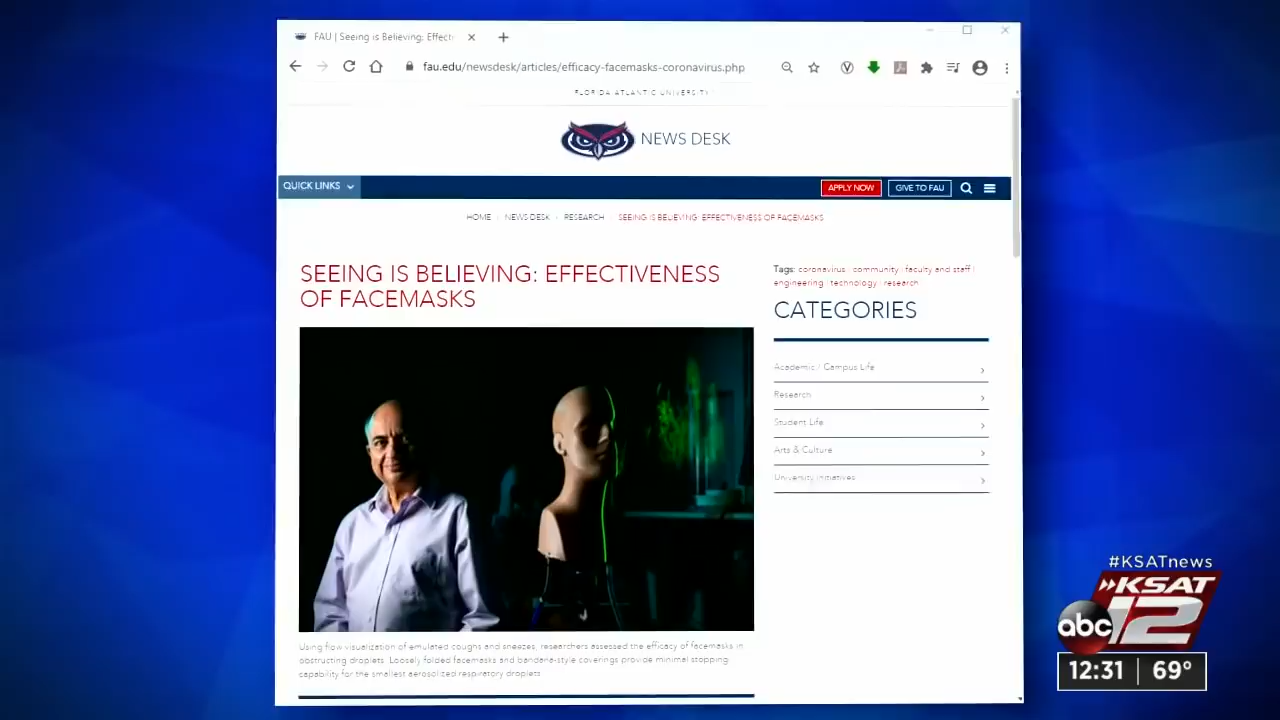 FAU | Seeing is Believing: Effecti
fau.edu/newsdesk/articles/efficacy-facemasks-coronavirus.php
FLORIDA ATLANTIC UNIVERSITY
NEWS DESK
QUICK LINKS
APPLY NOW
GIVE TO FAU
HOME NEWS DESK RESEARCH SEEING IS BELIEVING: EFFECTIVENESS OF FACEMASKS
SEEING IS BELIEVING: EFFECTIVENESS
OF FACEMASKS
Tags: coronavirus | community | faculty and staff |
engineering | technology | research
CATEGORIES
Academic / Campus Life
Research
Student Life
Arts & Culture
University Initiatives
Using flow visualization of emulated coughs and sneezes, researchers assessed the efficacy of facemasks in
obstructing droplets. Loosely folded facemasks and bandana-style coverings provide minimal stopping-
capability for the smallest aerosolized respiratory droplets.
#KSATnews
KSAT
abc 12
12:31 | 69°